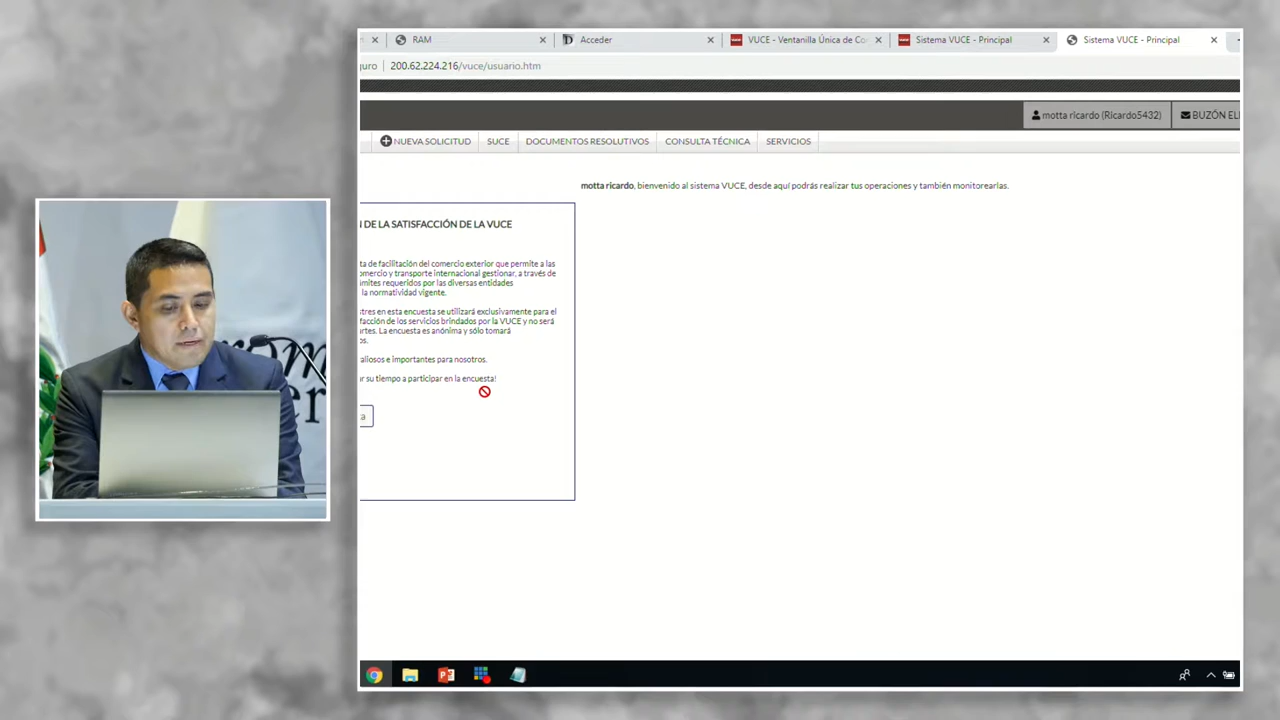 RAM
Acceder
VUCE - Ventanilla Única de Co
Sistema VUCE - Principal
Sistema VUCE - Principal
uro 200.62.224.216/vuce/usuario.htm
motta ricardo (Ricardo5432)
BUZÓN EL
NUEVA SOLICITUD
SUCE
DOCUMENTOS RESOLUTIVOS
CONSULTA TÉCNICA
SERVICIOS
motta ricardo, bienvenido al sistema VUCE, desde aquí podrás realizar tus operaciones y también monitorearlas.
N DE LA SATISFACCIÓN DE LA VUCE
ta de facilitación del comercio exterior que permite a las
omercio y transporte internacional gestionar, a través de
ámites requeridos por las diversas entidades
la normatividad vigente.
stres en esta encuesta se utilizará exclusivamente para el
facción de los servicios brindados por la VUCE y no será
artes. La encuesta es anónima y sólo tomará
os.
aliosos e importantes para nosotros.
r su tiempo a participar en la encuesta!
a